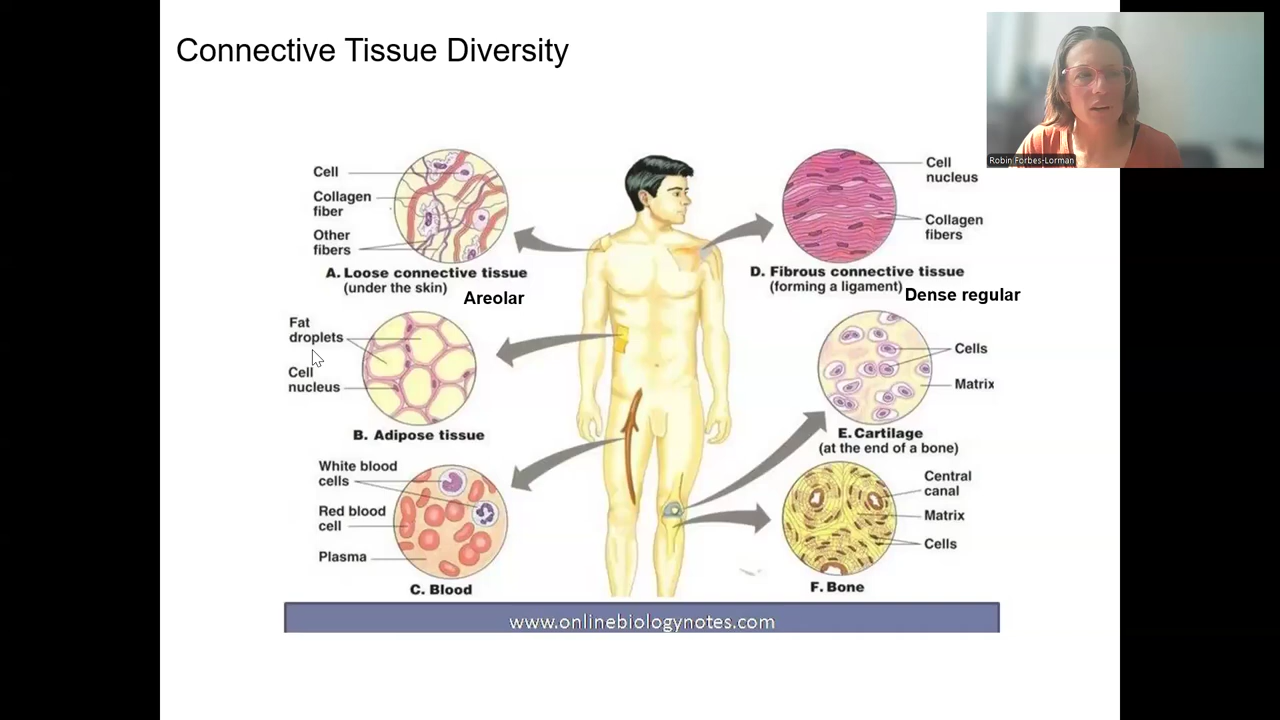 Connective Tissue Diversity
Robin Forbes-Lorman
Cell
Collagen
fiber
Other
fibers
A. Loose connective tissue
(under the skin)
Areolar
Cell
nucleus
Collagen
fibers
D. Fibrous connective tissue
(forming a ligament)
Dense regular
Fat
droplets
Cell
nucleus
B. Adipose tissue
Cells
Matrix
E. Cartilage
(at the end of a bone)
White blood
cells
Red blood
cell
Plasma
C. Blood
Central
canal
Matrix
Cells
F. Bone
www.onlinebiologynotes.com